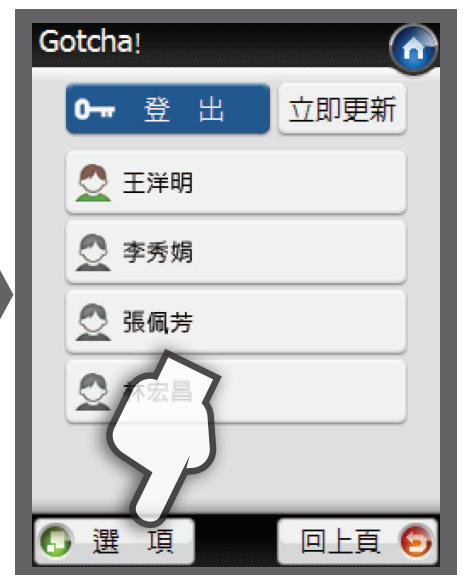 Gotcha!
登 出 立即更新
王洋明
李秀娟
張佩芳
林宏昌
選 項 回上頁